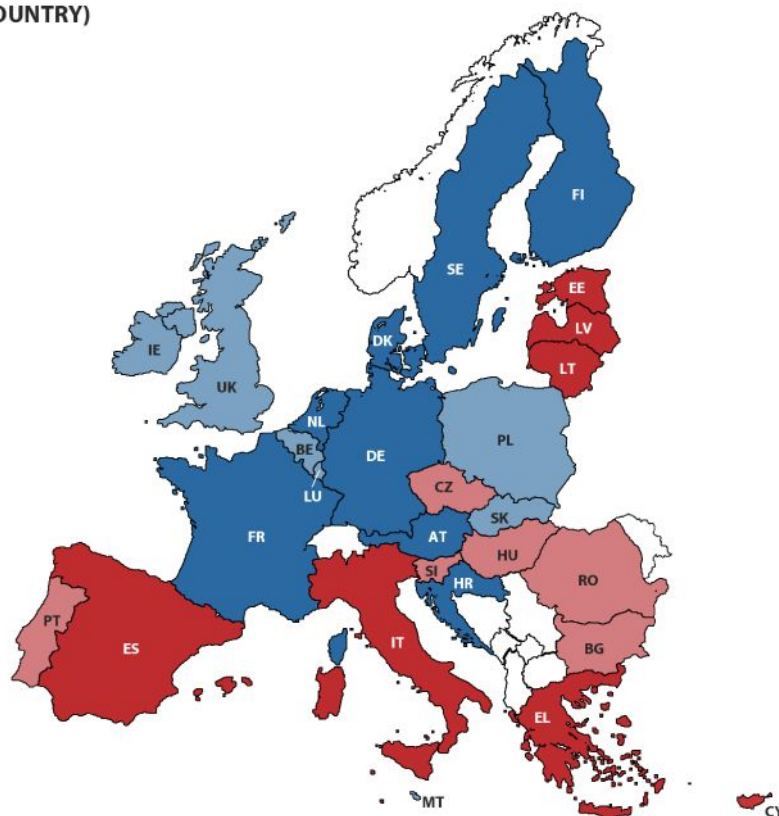 OUNTRY)
FI
SE
EE
LV
LT
DK
IE
UK
NL
BE
DE
PL
LU
CZ
SK
FR
AT
HU
SI
HR
RO
PT
ES
IT
BG
EL
MT
CY